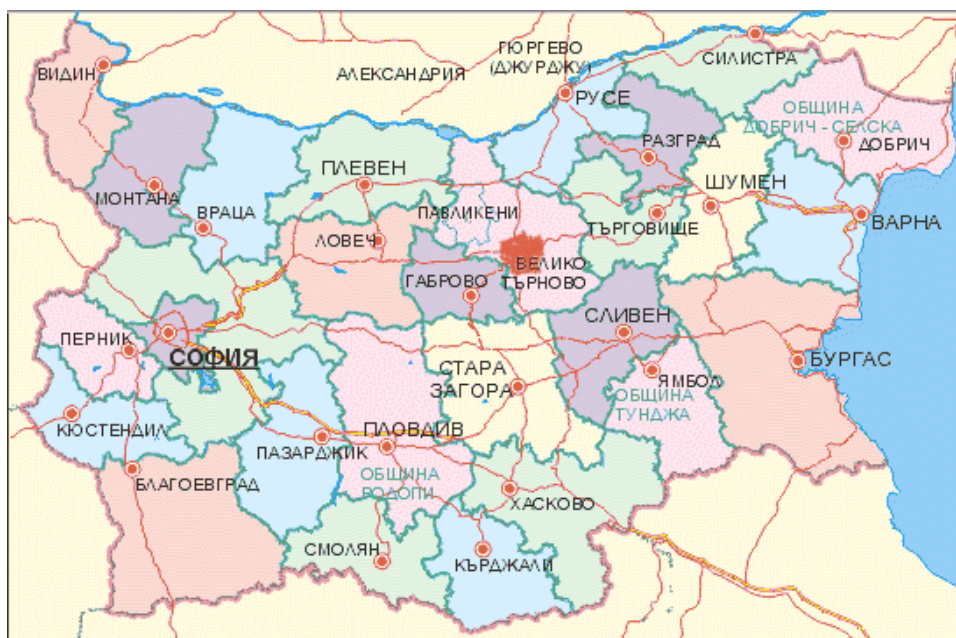 ВИДИН
АЛЕКСАНДРИЯ
ГЮРГЕВО
(ДЖУРДЖУ)
СИЛИСТРА
РУСЕ
ОБЩИНА
ДОБРИЧ - СЕЛСКА
ДОБРИЧ
РАЗГРАД
МОНТАНА
ПЛЕВЕН
ШУМЕН
ВРАЦА
ПАВЛИКЕНИ
ТЪРГОВИЩЕ
ВАРНА
ЛОВЕЧ
ВЕЛИКО
ТЪРНОВО
ГАБРОВО
СЛИВЕН
ПЕРНИК
СОФИЯ
БУРГАС
СТАРА
ЗАГОРА
ЯМБОЛ
ОБЩИНА
ТУНДЖА
КЮСТЕНДИЛ
ПЛОВДИВ
ПАЗАРДЖИК
ОБЩИНА
РОДОПИ
БЛАГОЕВГРАД
ХАСКОВО
СМОЛЯН
КЪРДЖАЛИ